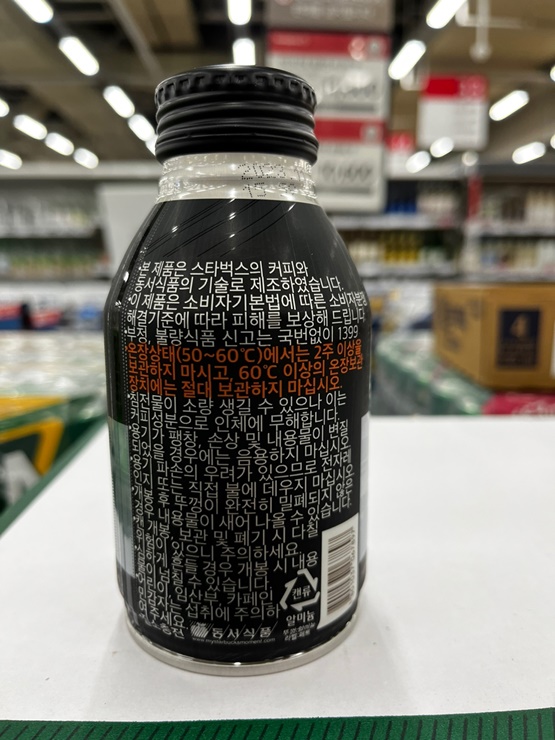 본 제품은 스타벅스의 커피와
동서식품의 기술로 제조하였습니다.
이 제품은 소비자기본법에 따른 소비자분쟁
해결기준에 따라 피해를 보상해 드립니다.
부정, 불량식품 신고는 국번없이 1399
온장상태(50~60℃)에서는 2주 이상을
보관하지 마시고, 60℃ 이상의 온장보관
장치에는 절대 보관하지 마십시오.
침전물이 소량 생길 수 있으나 이는
커피성분으로 인체에 무해합니다.
용기가 팽창, 손상 및 내용물이 변질
되었을 경우에는 음용하지 마십시오.
용기 파손의 우려가 있으므로 전자레
인지 또는 직접 불에 데우지 마십시오.
개봉 후 뚜껑이 완전히 밀폐되지 않은
경우 내용물이 새어 나올 수 있습니다.
개봉, 보관 및 폐기 시 다칠
있으니 주의하세요.
흔들 경우 개봉 시 내용
넘칠 수 있습니다.
어린이, 임산부, 카페인
섭취에 주의하
여 주세요.
캔류
알미늄
동서식품
www.mystarbucksmoment.com